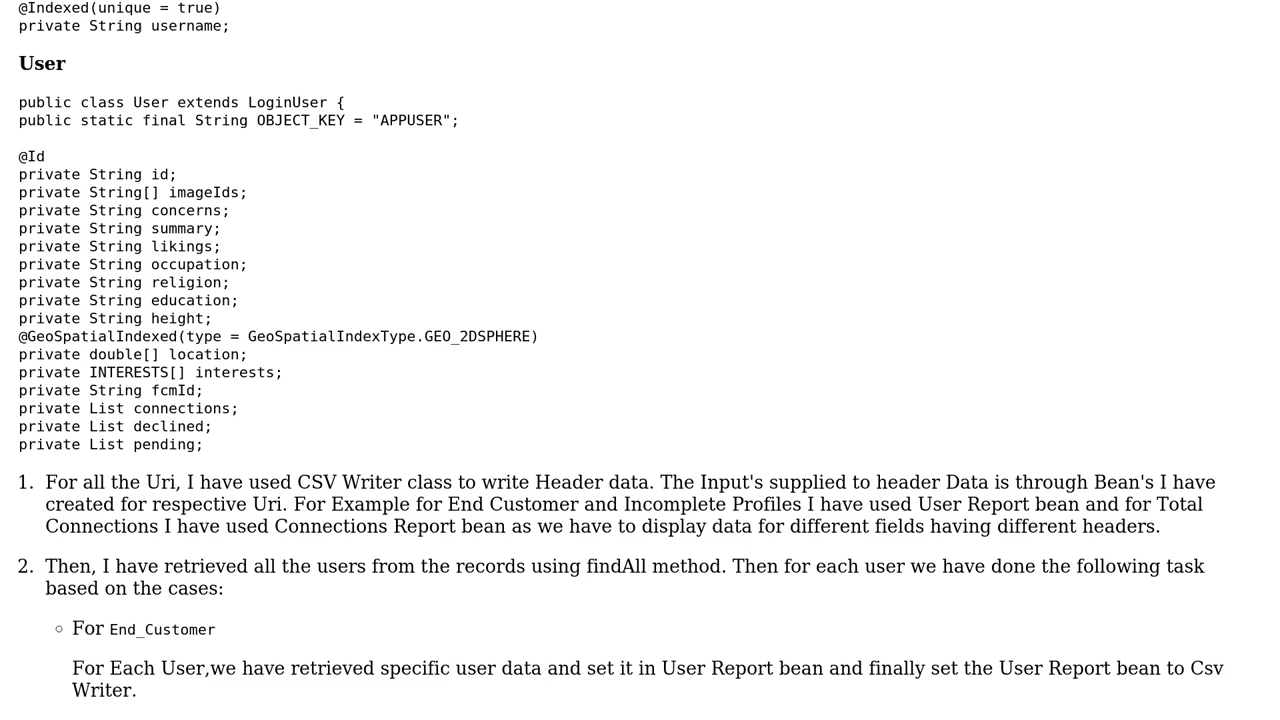 @Indexed(unique = true)
private String username;
User
public class User extends LoginUser {
public static final String OBJECT_KEY = "APPUSER";
@Id
private String id;
private String[] imageIds;
private String concerns;
private String summary;
private String likings;
private String occupation;
private String religion;
private String education;
private String height;
@GeoSpatialIndexed(type = GeoSpatialIndexType.GEO_2DSPHERE)
private double[] location;
private INTERESTS[] interests;
private String fcmId;
private List connections;
private List declined;
private List pending;
1. For all the Uri, I have used CSV Writer class to write Header data. The Input's supplied to header Data is through Bean's I have
created for respective Uri. For Example for End Customer and Incomplete Profiles I have used User Report bean and for Total
Connections I have used Connections Report bean as we have to display data for different fields having different headers.
2. Then, I have retrieved all the users from the records using findAll method. Then for each user we have done the following task
based on the cases:
◦ For End_Customer
For Each User,we have retrieved specific user data and set it in User Report bean and finally set the User Report bean to Csv
Writer.